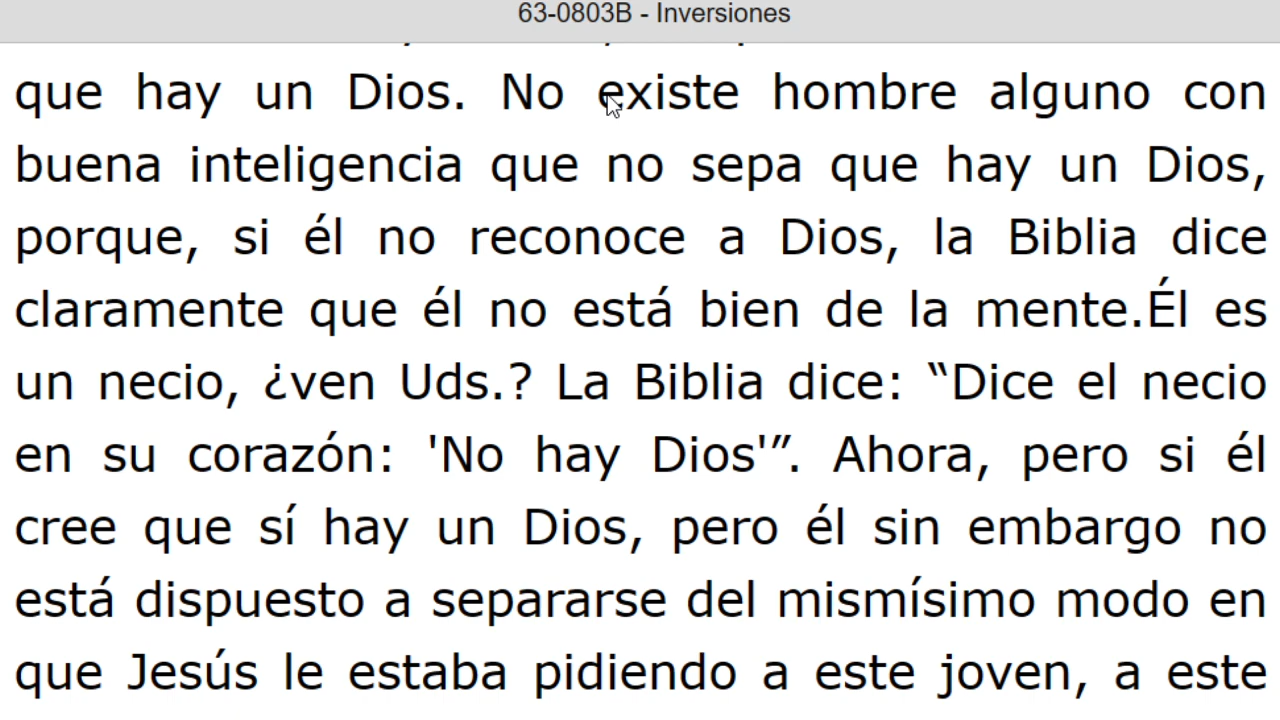 63-0803B - Inversiones
que hay un Dios. No existe hombre alguno con
buena inteligencia que no sepa que hay un Dios,
porque, si él no reconoce a Dios, la Biblia dice
claramente que él no está bien de la mente.Él es
un necio, ¿ven Uds.? La Biblia dice: “Dice el necio
en su corazón: 'No hay Dios'”. Ahora, pero si él
cree que sí hay un Dios, pero él sin embargo no
está dispuesto a separarse del mismísimo modo en
que Jesús le estaba pidiendo a este joven, a este